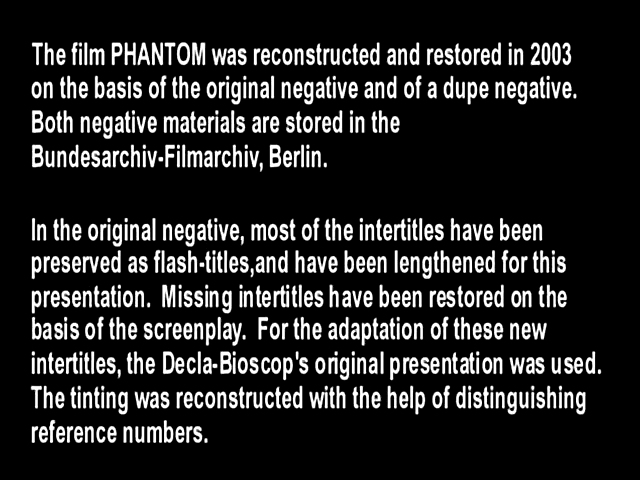 The film PHANTOM was reconstructed and restored in 2003
on the basis of the original negative and of a dupe negative.
Both negative materials are stored in the
Bundesarchiv-Filmarchiv, Berlin.
In the original negative, most of the intertitles have been
preserved as flash-titles,and have been lengthened for this
presentation. Missing intertitles have been restored on the
basis of the screenplay. For the adaptation of these new
intertitles, the Decla-Bioscop's original presentation was used.
The tinting was reconstructed with the help of distinguishing
reference numbers.